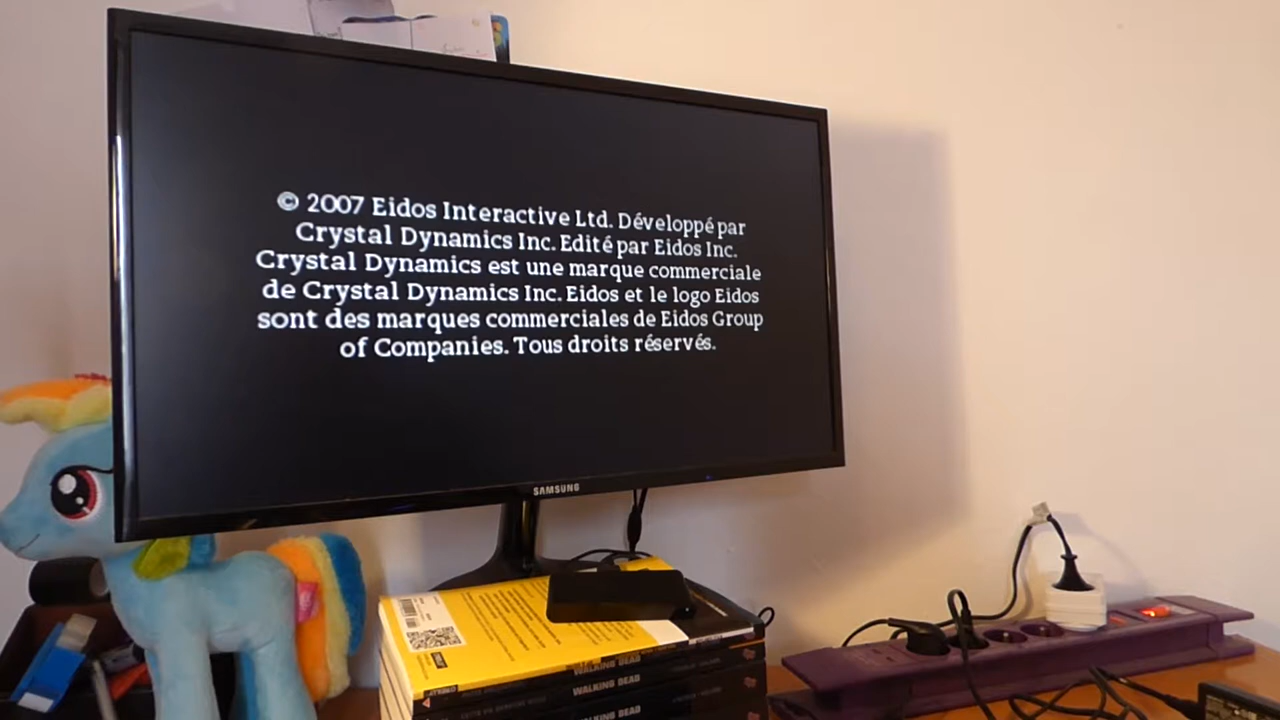 © 2007 Eidos Interactive Ltd. Développé par
Crystal Dynamics Inc. Edité par Eidos Inc.
Crystal Dynamics est une marque commerciale
de Crystal Dynamics Inc. Eidos et le logo Eidos
sont des marques commerciales de Eidos Group
of Companies. Tous droits réservés.
SAMSUNG
WALKING DEAD
WALKING DEAD
WALKING DEAD